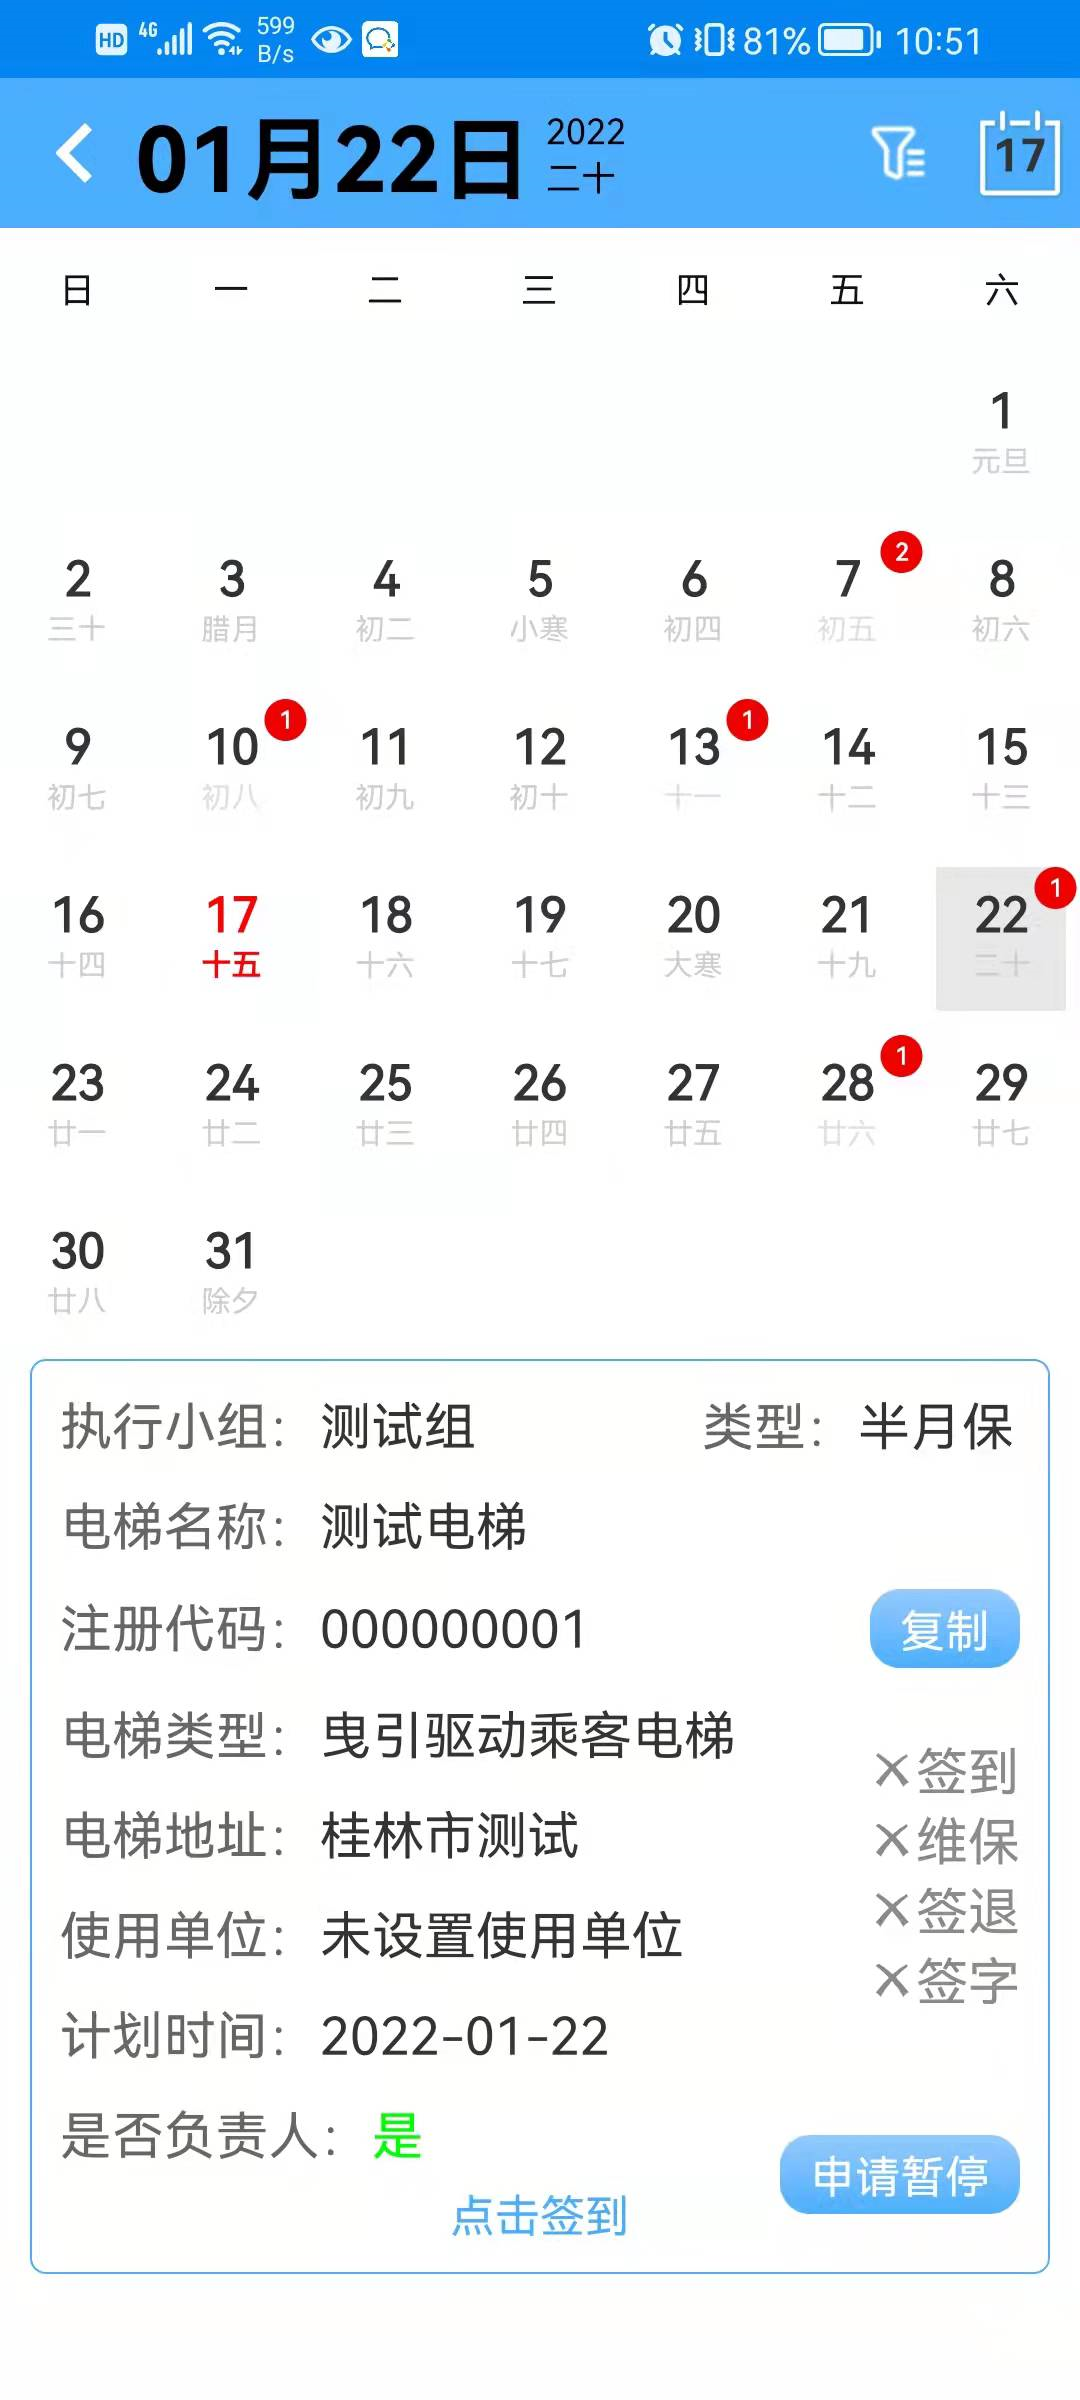 HD 4G 599 B/s 81% 10:51
01月22日 2022 二十 17
日 一 二 三 四 五 六
1
元旦
2 3 4 5 6 7 2 8
三十 腊月 初二 小寒 初四 初五 初六
9 10 1 11 12 13 1 14 15
初七 初八 初九 初十 十一 十二 十三
16 17 18 19 20 21 22 1
十四 十五 十六 十七 大寒 十九 二十
23 24 25 26 27 28 1 29
廿一 廿二 廿三 廿四 廿五 廿六 廿七
30 31
廿八 除夕
执行小组： 测试组 类型： 半月保
电梯名称： 测试电梯
注册代码： 000000001 复制
电梯类型： 曳引驱动乘客电梯
×签到
电梯地址： 桂林市测试
×维保
×签退
使用单位： 未设置使用单位
×签字
计划时间： 2022-01-22
是否负责人： 是
申请暂停
点击签到